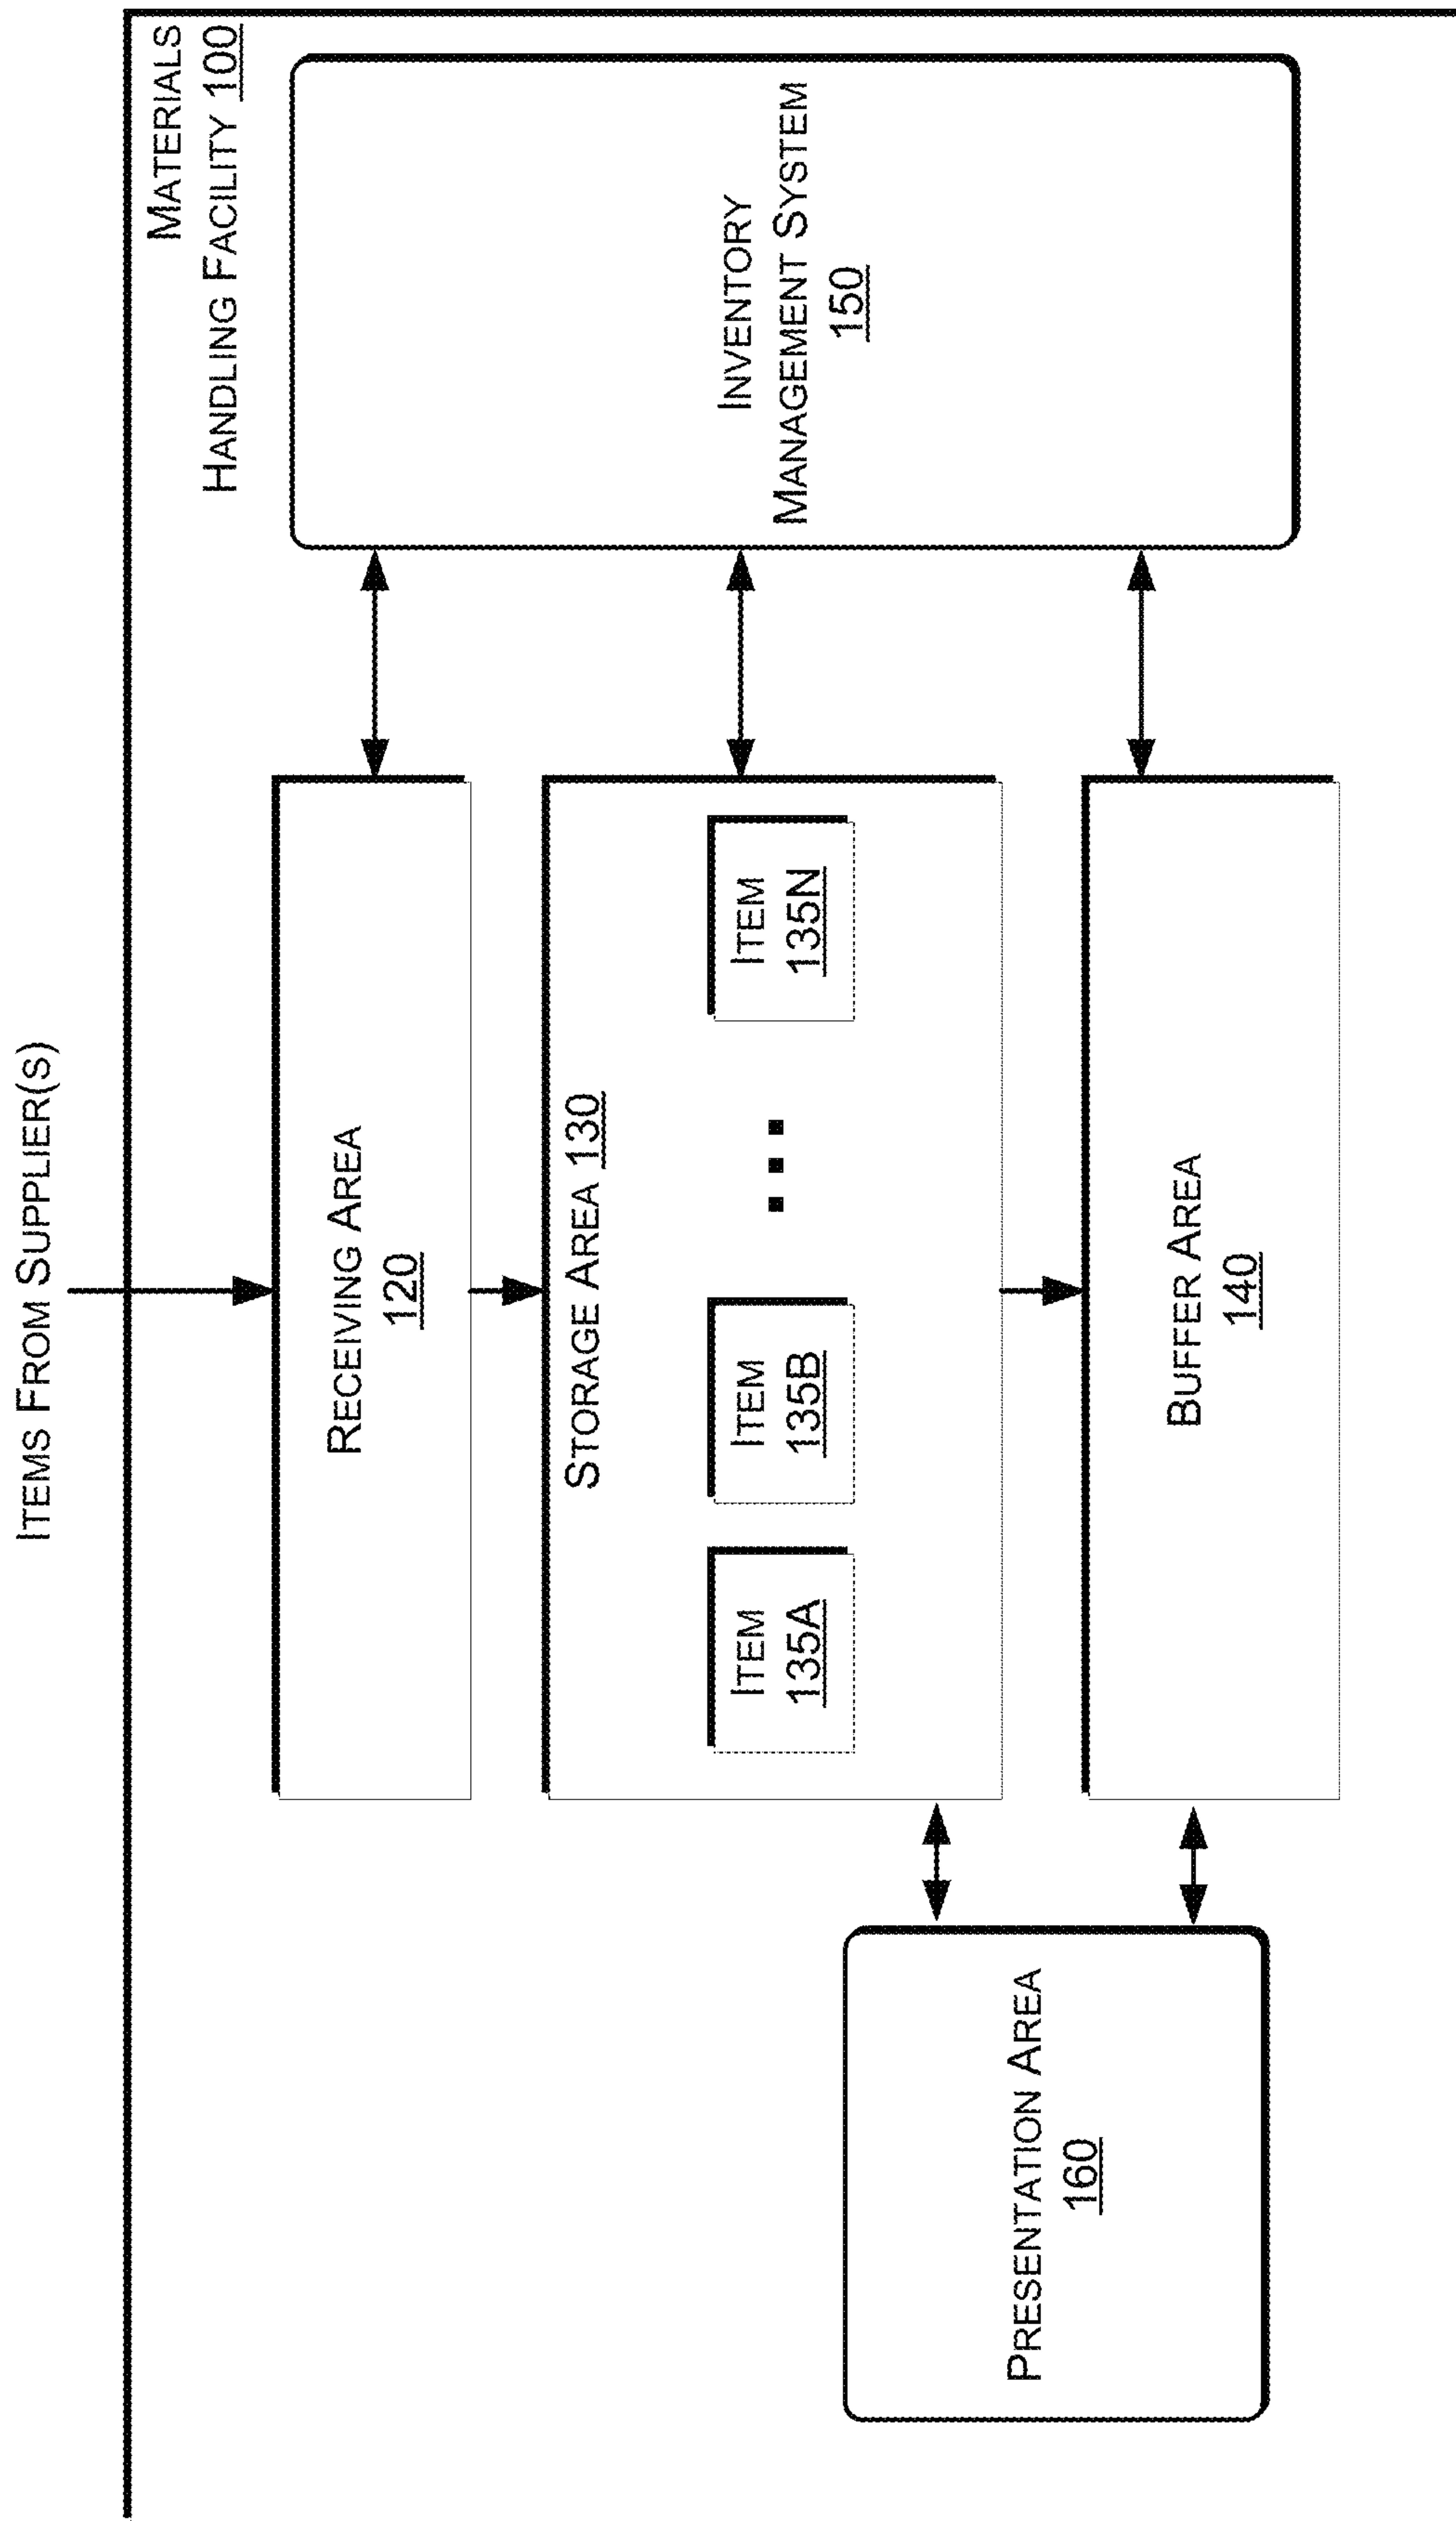 ITEMS FROM SUPPLIER(S)
MATERIALS
HANDLING FACILITY 100
RECEIVING AREA
120
STORAGE AREA 130
ITEM
135A
ITEM
135B
ITEM
135N
INVENTORY
MANAGEMENT SYSTEM
150
BUFFER AREA
140
PRESENTATION AREA
160